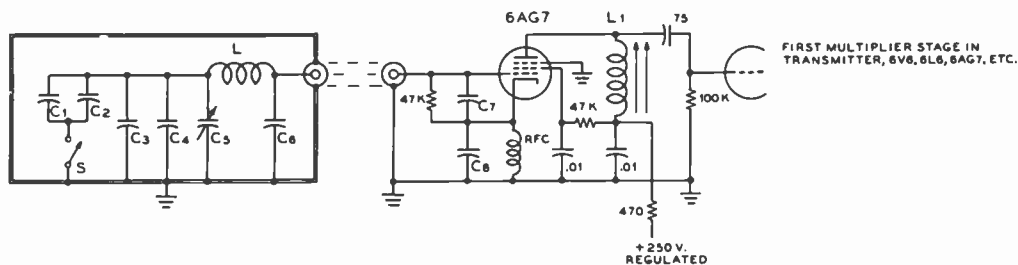 6AG7
L1
75
L
C1
C2
C3
C4
C5
C6
S
47K
C7
C8
RFC
47K
.01
.01
100K
470
+250 V.
REGULATED
FIRST MULTIPLIER STAGE IN
TRANSMITTER, 6V6, 6L6, 6AG7, ETC.